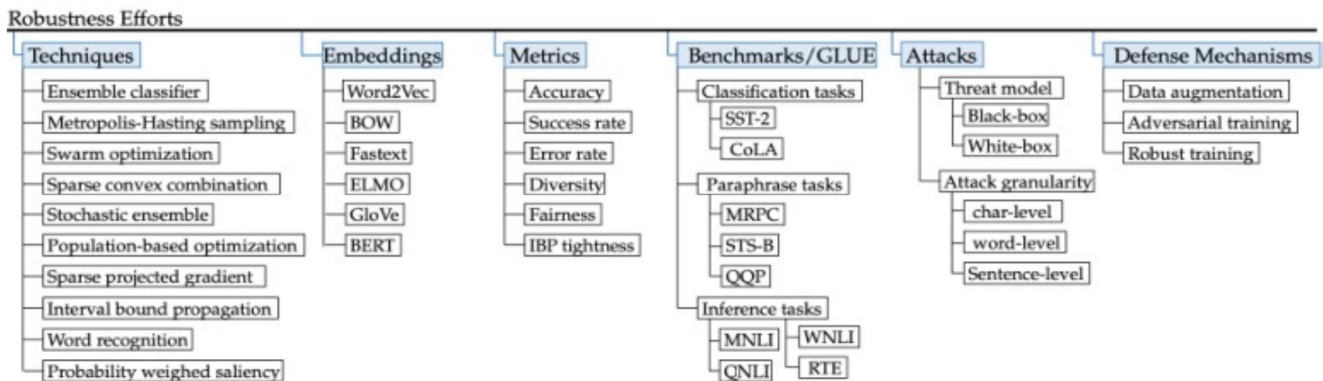 Robustness Efforts
Techniques
Ensemble classifier
Metropolis-Hasting sampling
Swarm optimization
Sparse convex combination
Stochastic ensemble
Population-based optimization
Sparse projected gradient
Interval bound propagation
Word recognition
Probability weighed saliency
Embeddings
Word2Vec
BOW
Fastext
ELMO
GloVe
BERT
Metrics
Accuracy
Success rate
Error rate
Diversity
Fairness
IBP tightness
Benchmarks/GLUE
Classification tasks
SST-2
CoLA
Paraphrase tasks
MRPC
STS-B
QQP
Inference tasks
MNLI
QNLI
WNLI
RTE
Attacks
Threat model
Black-box
White-box
Attack granularity
char-level
word-level
Sentence-level
Defense Mechanisms
Data augmentation
Adversarial training
Robust training